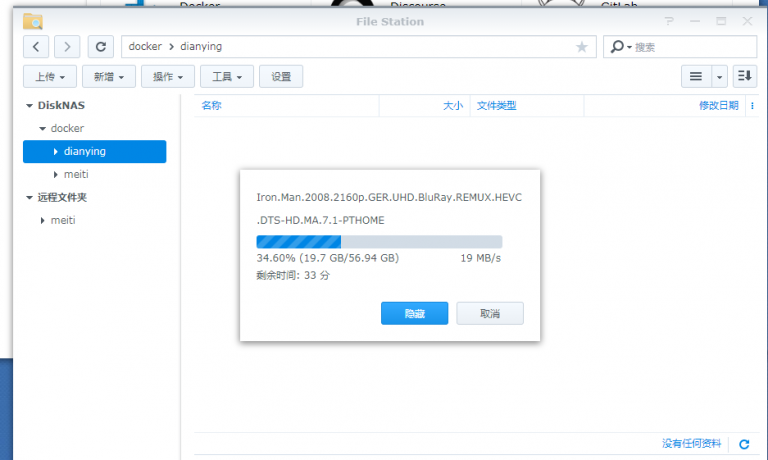 Docker Discourse GitLab
File Station
docker > dianying
搜索
上传 新增 操作 工具 设置
DiskNAS
docker
dianying
meiti
远程文件夹
meiti
名称 大小 文件类型 修改日期
Iron.Man.2008.2160p.GER.UHD.BluRay.REMUX.HEVC
.DTS-HD.MA.7.1-PTHOME
34.60% (19.7 GB/56.94 GB) 19 MB/s
剩余时间: 33 分
隐藏 取消
没有任何资料